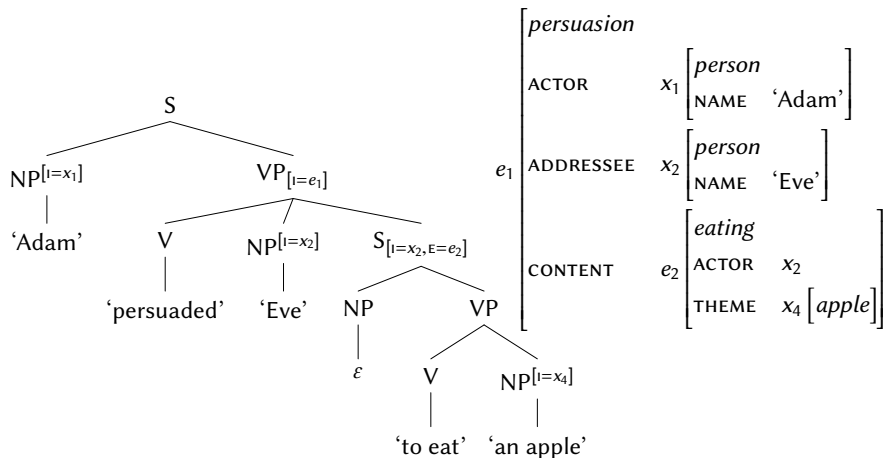 S
NP[I=x1] VP[I=e1]
‘Adam’ V NP[I=x2] S[I=x2, E=e2]
‘persuaded’ ‘Eve’ NP VP
ε V NP[I=x4]
‘to eat’ ‘an apple’
e1
persuasion
ACTOR x1 [person
NAME ‘Adam’]
ADDRESSEE x2 [person
NAME ‘Eve’]
CONTENT e2 [eating
ACTOR x2
THEME x4 [apple]]